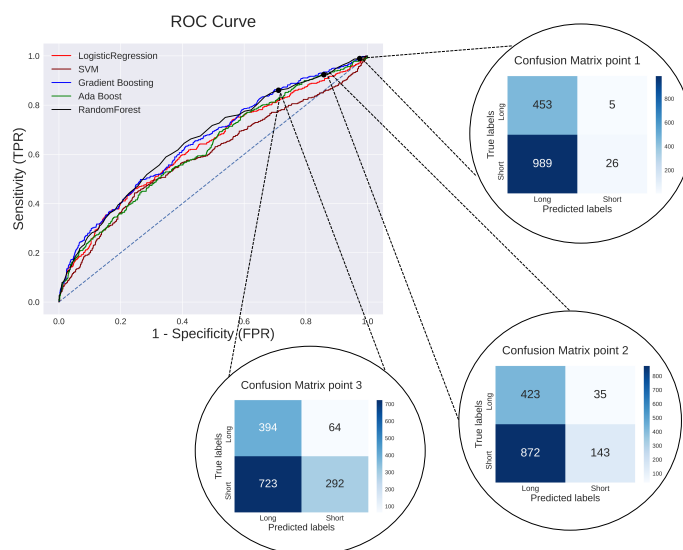 ROC Curve
1.0
0.8
0.6
0.4
0.2
0.0
Sensitivity (TPR)
LogisticRegression
SVM
Gradient Boosting
Ada Boost
RandomForest
0.0 0.2 0.4 0.6 0.8 1.0
1 - Specificity (FPR)
Confusion Matrix point 1
True labels
Long
Short
453 5
989 26
Long Short
Predicted labels
800
600
400
200
Confusion Matrix point 2
True labels
Long
Short
423 35
872 143
Long Short
Predicted labels
800
700
600
500
400
300
200
100
Confusion Matrix point 3
True labels
Long
Short
394 64
723 292
Long Short
Predicted labels
700
600
500
400
300
200
100